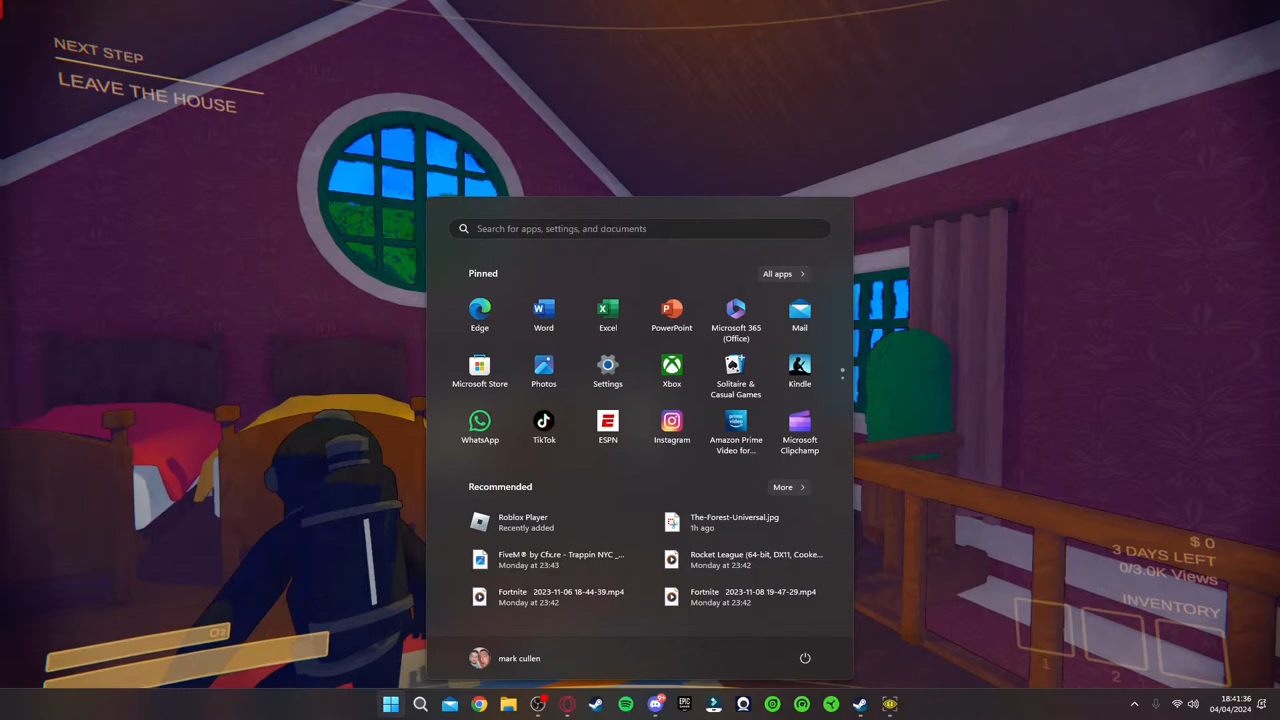 NEXT STEP
LEAVE THE HOUSE
Search for apps, settings, and documents
Pinned
All apps
Edge
Word
Excel
PowerPoint
Microsoft 365
(Office)
Mail
Microsoft Store
Photos
Settings
Xbox
Solitaire &
Casual Games
Kindle
WhatsApp
TikTok
ESPN
Instagram
Amazon Prime
Video for...
Microsoft
Clipchamp
Recommended
More
Roblox Player
Recently added
The-Forest-Universal.jpg
1h ago
FiveM® by Cfx.re - Trappin NYC _...
Monday at 23:43
Rocket League (64-bit, DX11, Cooke...
Monday at 23:42
Fortnite 2023-11-06 18-44-39.mp4
Monday at 23:42
Fortnite 2023-11-08 19-47-29.mp4
Monday at 23:42
mark cullen
$ 0
3 DAYS LEFT
0/3.0K Views
INVENTORY
1
2
18:41:36
04/04/2024